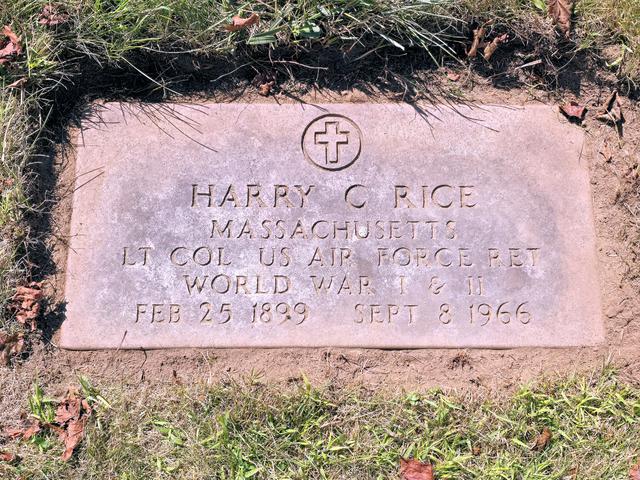 HARRY C RICE
MASSACHUSETTS
LT COL US AIR FORCE RET
WORLD WAR I & II
FEB 25 1899 SEPT 8 1966